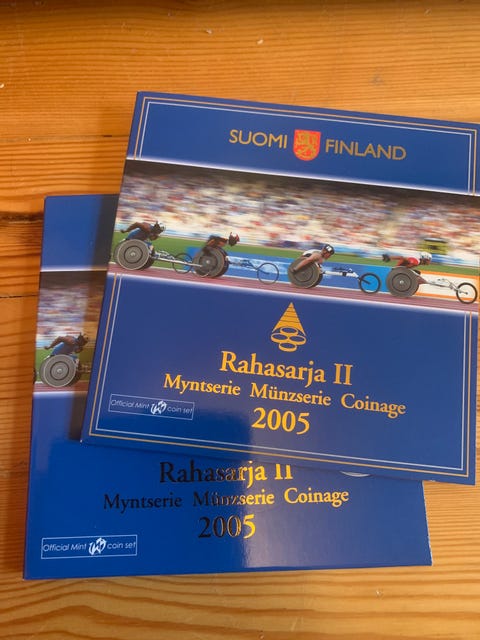 SUOMI FINLAND
Rahasarja II
Myntserie Münzserie Coinage
Official Mint coin set
2005
Rahasarja II
Myntserie Münzserie Coinage
2005
Official Mint coin set